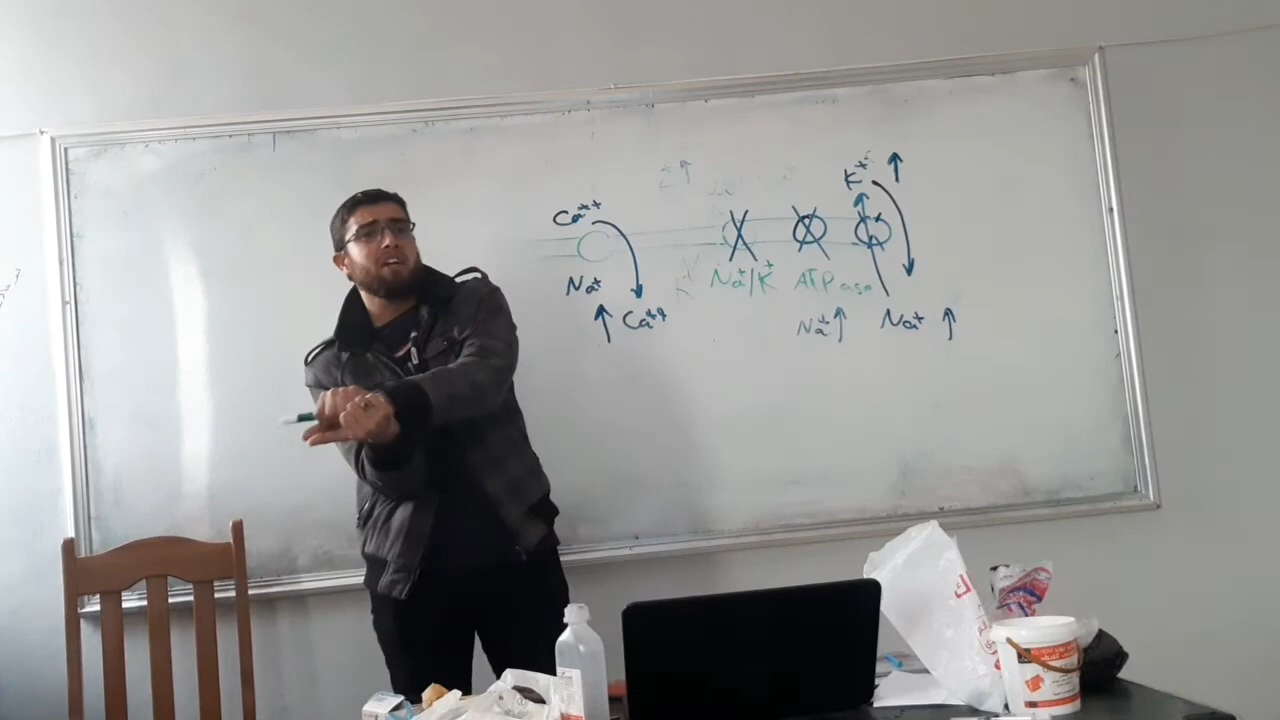 K⁺ ↑
Ca⁺⁺
Na⁺/K⁺ ATPase
Na⁺
↑ Ca⁺⁺
Na⁺ ↑
Na⁺ ↑